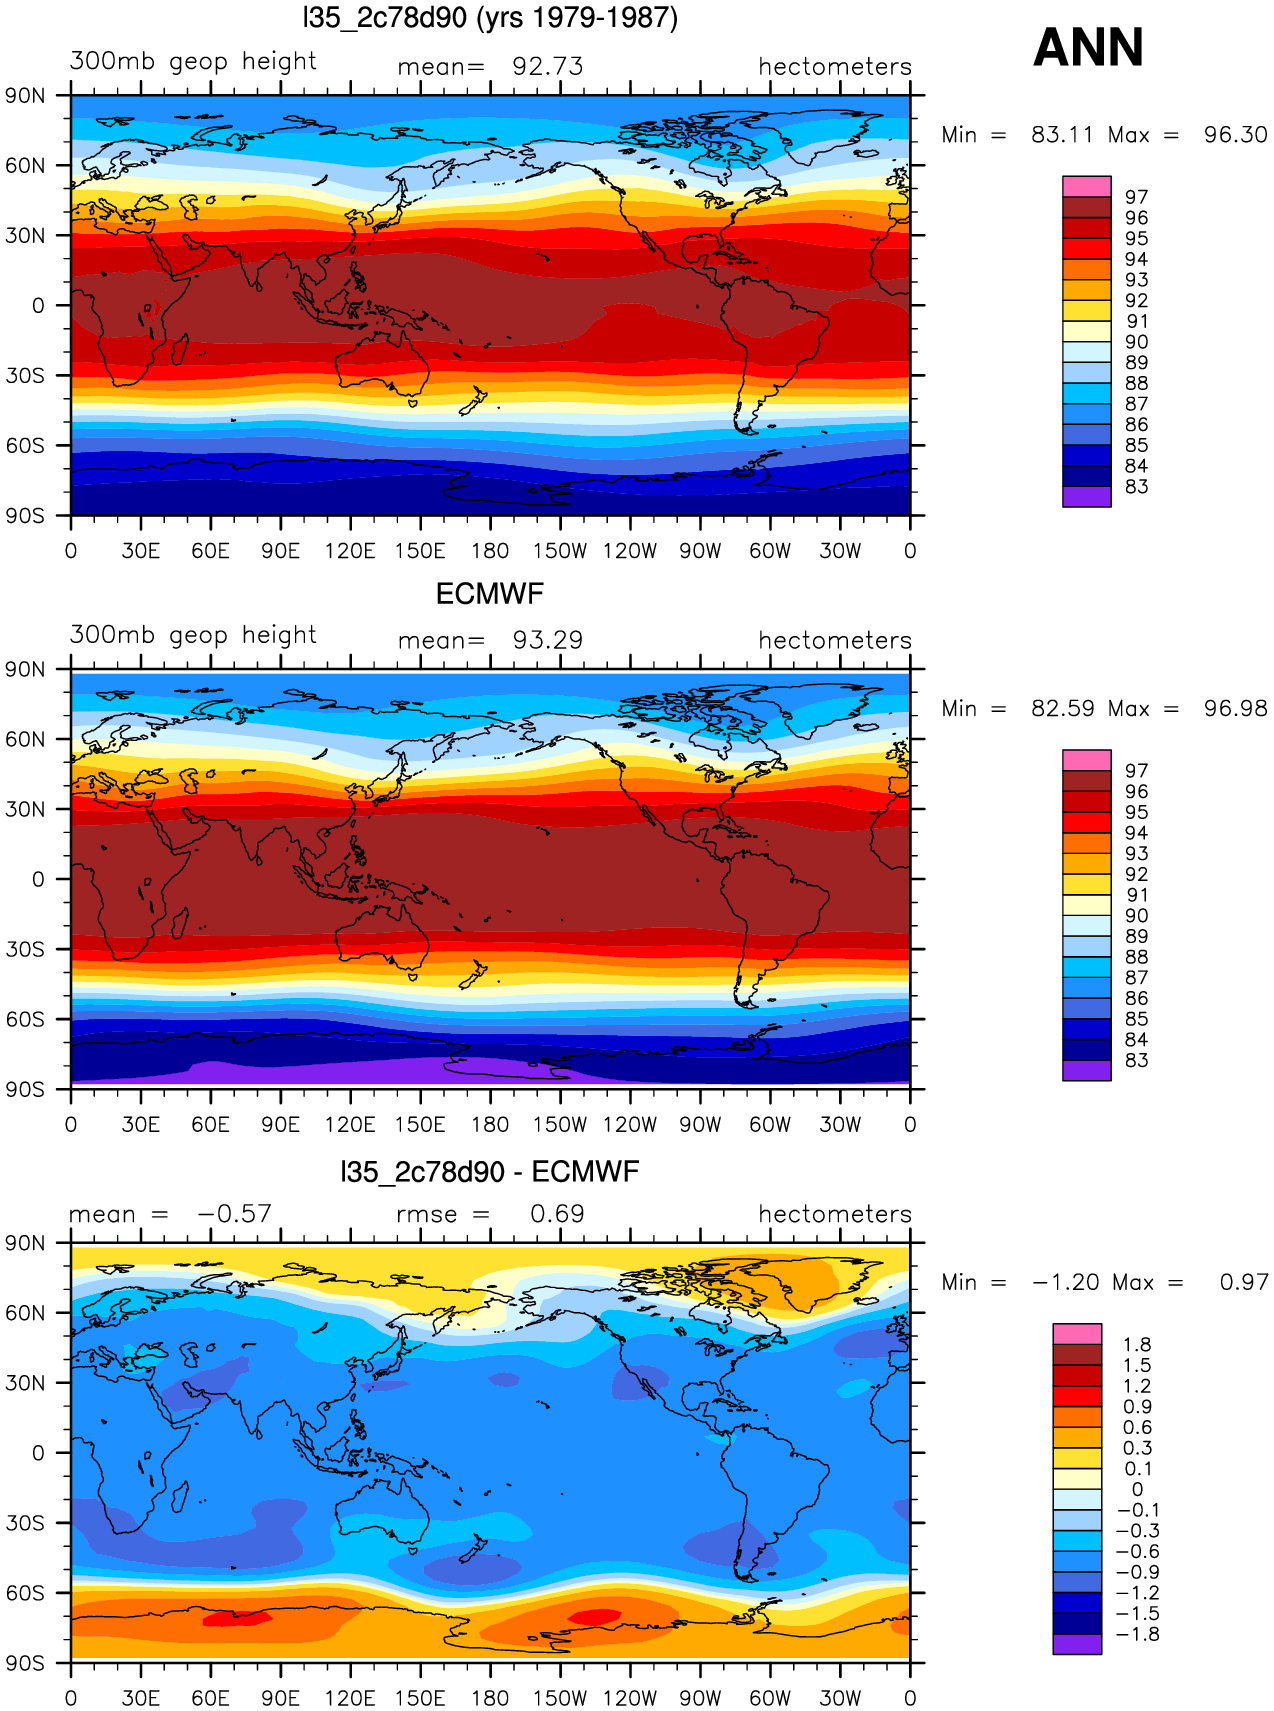 l35_2c78d90 (yrs 1979-1987)
ANN
300mb geop height mean= 92.73 hectometers
Min = 83.11 Max = 96.30
90N
60N
30N
0
30S
60S
90S
0 30E 60E 90E 120E 150E 180 150W 120W 90W 60W 30W 0
97
96
95
94
93
92
91
90
89
88
87
86
85
84
83
ECMWF
300mb geop height mean= 93.29 hectometers
Min = 82.59 Max = 96.98
90N
60N
30N
0
30S
60S
90S
0 30E 60E 90E 120E 150E 180 150W 120W 90W 60W 30W 0
97
96
95
94
93
92
91
90
89
88
87
86
85
84
83
l35_2c78d90 - ECMWF
mean = -0.57 rmse = 0.69 hectometers
Min = -1.20 Max = 0.97
90N
60N
30N
0
30S
60S
90S
0 30E 60E 90E 120E 150E 180 150W 120W 90W 60W 30W 0
1.8
1.5
1.2
0.9
0.6
0.3
0.1
0
-0.1
-0.3
-0.6
-0.9
-1.2
-1.5
-1.8